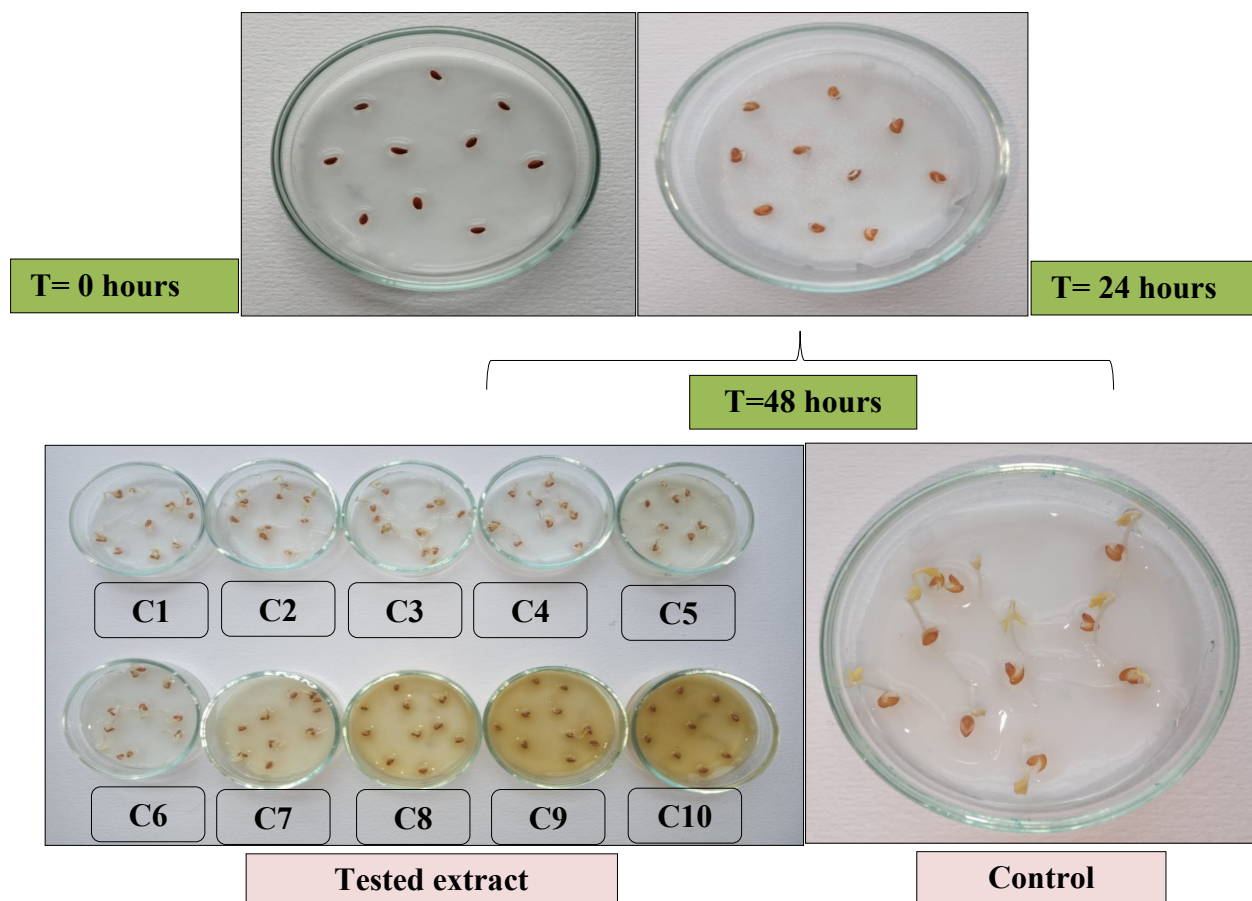 T= 0 hours
T= 24 hours
T=48 hours
C1
C2
C3
C4
C5
C6
C7
C8
C9
C10
Tested extract
Control